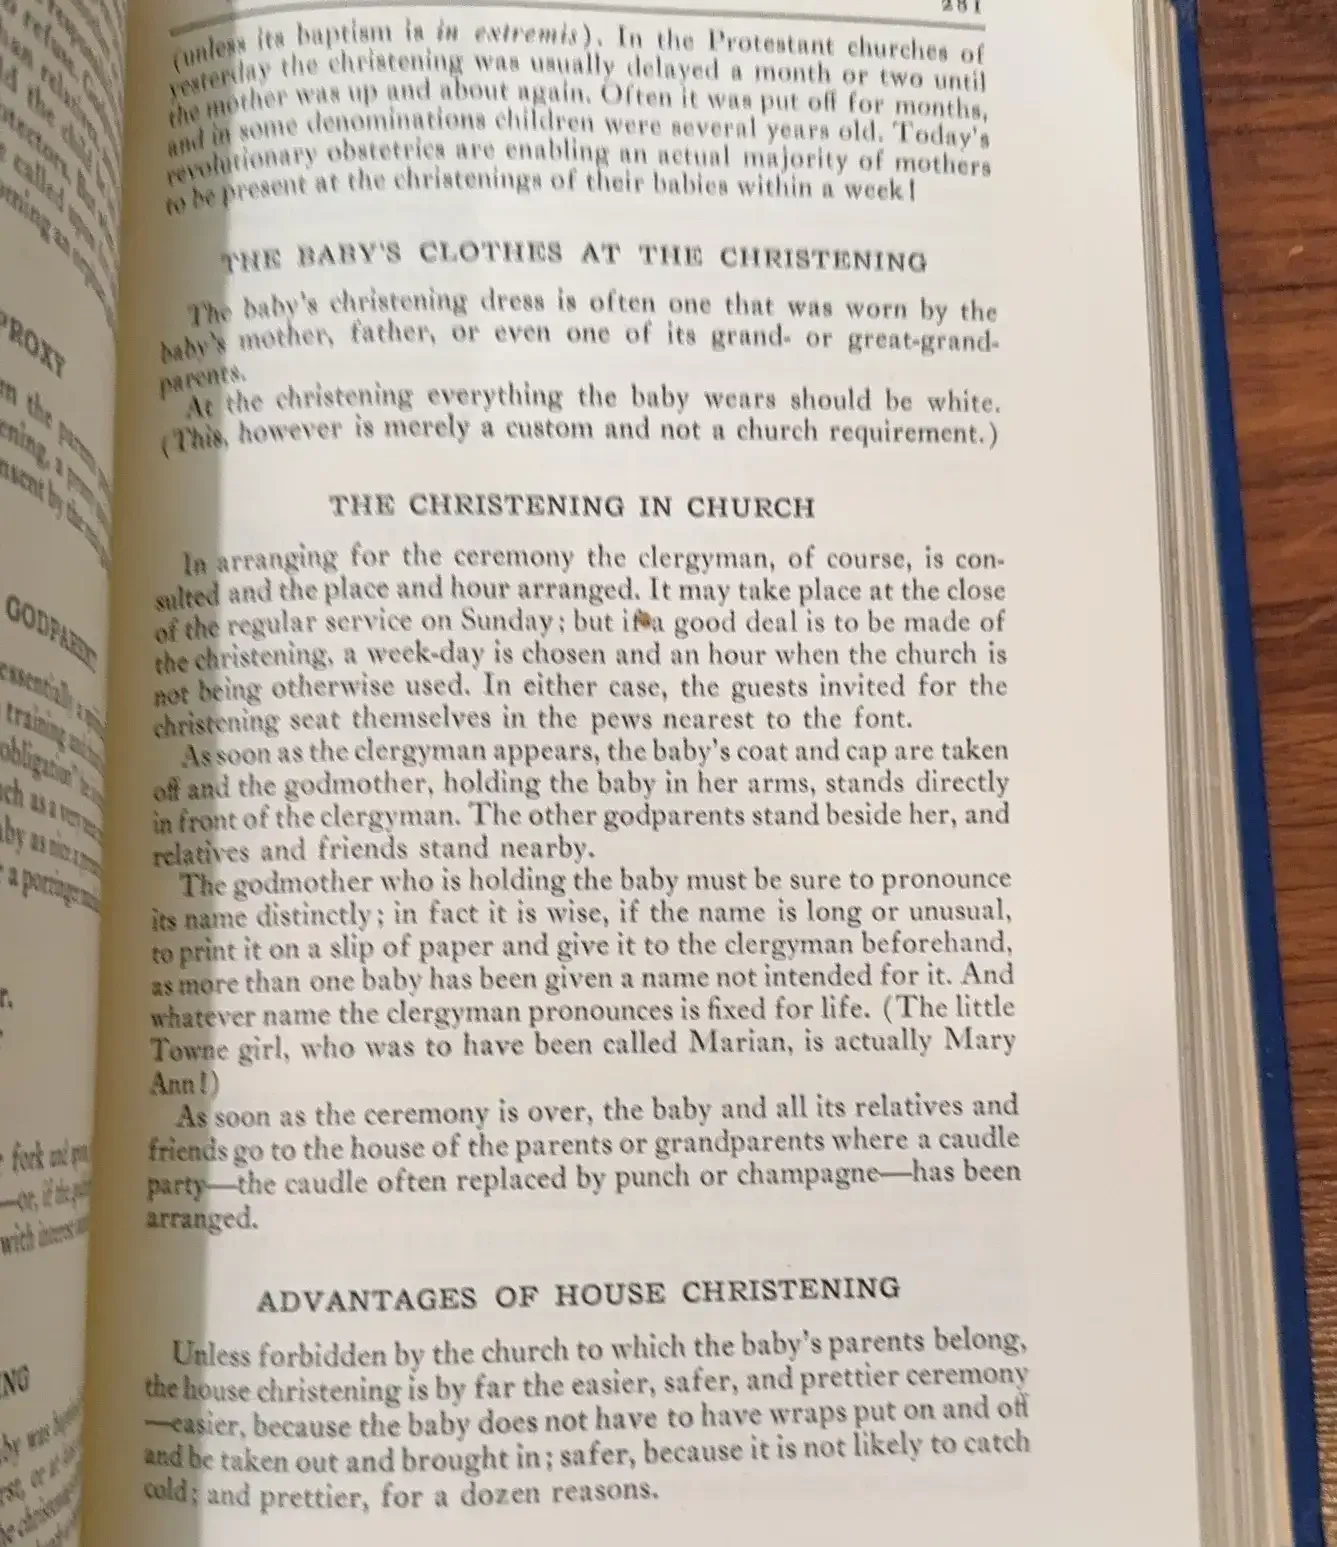 281
(unless its baptism is in extremis). In the Protestant churches of
yesterday the christening was usually delayed a month or two until
the mother was up and about again. Often it was put off for months,
and in some denominations children were several years old. Today's
revolutionary obstetrics are enabling an actual majority of mothers
to be present at the christenings of their babies within a week!
THE BABY'S CLOTHES AT THE CHRISTENING
The baby's christening dress is often one that was worn by the
baby's mother, father, or even one of its grand- or great-grand-
parents.
At the christening everything the baby wears should be white.
(This, however is merely a custom and not a church requirement.)
THE CHRISTENING IN CHURCH
In arranging for the ceremony the clergyman, of course, is con-
sulted and the place and hour arranged. It may take place at the close
of the regular service on Sunday; but if a good deal is to be made of
the christening, a week-day is chosen and an hour when the church is
not being otherwise used. In either case, the guests invited for the
christening seat themselves in the pews nearest to the font.
As soon as the clergyman appears, the baby's coat and cap are taken
off and the godmother, holding the baby in her arms, stands directly
in front of the clergyman. The other godparents stand beside her, and
relatives and friends stand nearby.
The godmother who is holding the baby must be sure to pronounce
its name distinctly; in fact it is wise, if the name is long or unusual,
to print it on a slip of paper and give it to the clergyman beforehand,
as more than one baby has been given a name not intended for it. And
whatever name the clergyman pronounces is fixed for life. (The little
Towne girl, who was to have been called Marian, is actually Mary
Ann!)
As soon as the ceremony is over, the baby and all its relatives and
friends go to the house of the parents or grandparents where a caudle
party—the caudle often replaced by punch or champagne—has been
arranged.
ADVANTAGES OF HOUSE CHRISTENING
Unless forbidden by the church to which the baby's parents belong,
the house christening is by far the easier, safer, and prettier ceremony
—easier, because the baby does not have to have wraps put on and off
and be taken out and brought in; safer, because it is not likely to catch
cold; and prettier, for a dozen reasons.